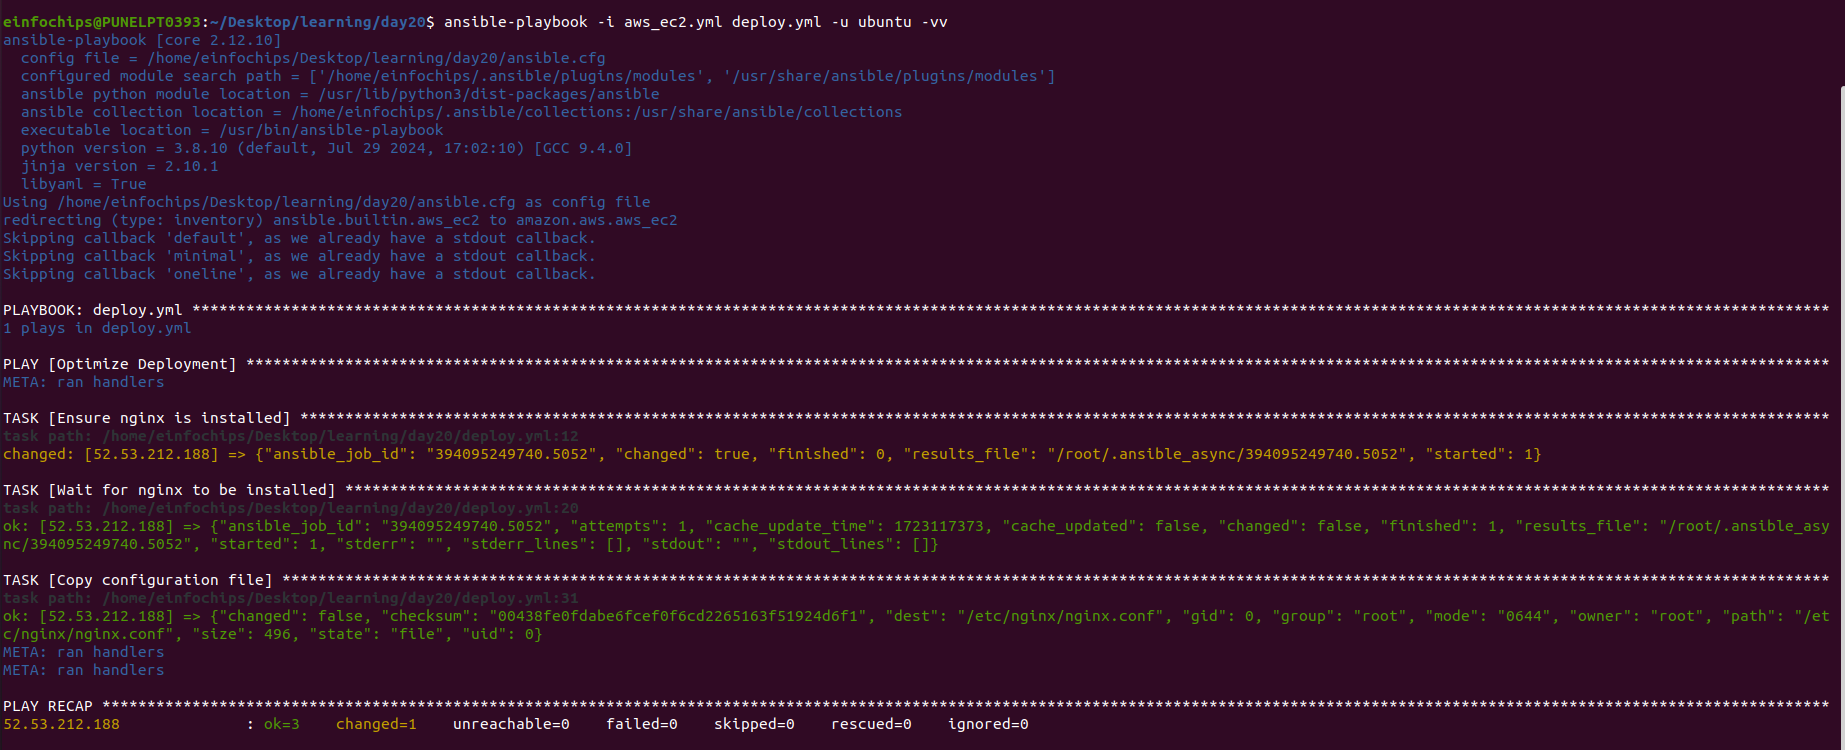 einfochips@PUNELPT0393:~/Desktop/learning/day20$ ansible-playbook -i aws_ec2.yml deploy.yml -u ubuntu -vv
ansible-playbook [core 2.12.10]
  config file = /home/einfochips/Desktop/learning/day20/ansible.cfg
  configured module search path = ['/home/einfochips/.ansible/plugins/modules', '/usr/share/ansible/plugins/modules']
  ansible python module location = /usr/lib/python3/dist-packages/ansible
  ansible collection location = /home/einfochips/.ansible/collections:/usr/share/ansible/collections
  executable location = /usr/bin/ansible-playbook
  python version = 3.8.10 (default, Jul 29 2024, 17:02:10) [GCC 9.4.0]
  jinja version = 2.10.1
  libyaml = True
Using /home/einfochips/Desktop/learning/day20/ansible.cfg as config file
redirecting (type: inventory) ansible.builtin.aws_ec2 to amazon.aws.aws_ec2
Skipping callback 'default', as we already have a stdout callback.
Skipping callback 'minimal', as we already have a stdout callback.
Skipping callback 'oneline', as we already have a stdout callback.

PLAYBOOK: deploy.yml **************************************************************************************************************************************************************************************
1 plays in deploy.yml

PLAY [Optimize Deployment] ********************************************************************************************************************************************************************************
META: ran handlers

TASK [Ensure nginx is installed] **************************************************************************************************************************************************************************
task path: /home/einfochips/Desktop/learning/day20/deploy.yml:12
changed: [52.53.212.188] => {"ansible_job_id": "394095249740.5052", "changed": true, "finished": 0, "results_file": "/root/.ansible_async/394095249740.5052", "started": 1}

TASK [Wait for nginx to be installed] *********************************************************************************************************************************************************************
task path: /home/einfochips/Desktop/learning/day20/deploy.yml:20
ok: [52.53.212.188] => {"ansible_job_id": "394095249740.5052", "attempts": 1, "cache_update_time": 1723117373, "cache_updated": false, "changed": false, "finished": 1, "results_file": "/root/.ansible_asy
nc/394095249740.5052", "started": 1, "stderr": "", "stderr_lines": [], "stdout": "", "stdout_lines": []}

TASK [Copy configuration file] ****************************************************************************************************************************************************************************
task path: /home/einfochips/Desktop/learning/day20/deploy.yml:31
ok: [52.53.212.188] => {"changed": false, "checksum": "00438fe0fdabe6fcef0f6cd2265163f51924d6f1", "dest": "/etc/nginx/nginx.conf", "gid": 0, "group": "root", "mode": "0644", "owner": "root", "path": "/et
c/nginx/nginx.conf", "size": 496, "state": "file", "uid": 0}
META: ran handlers
META: ran handlers

PLAY RECAP ************************************************************************************************************************************************************************************************
52.53.212.188              : ok=3    changed=1    unreachable=0    failed=0    skipped=0    rescued=0    ignored=0